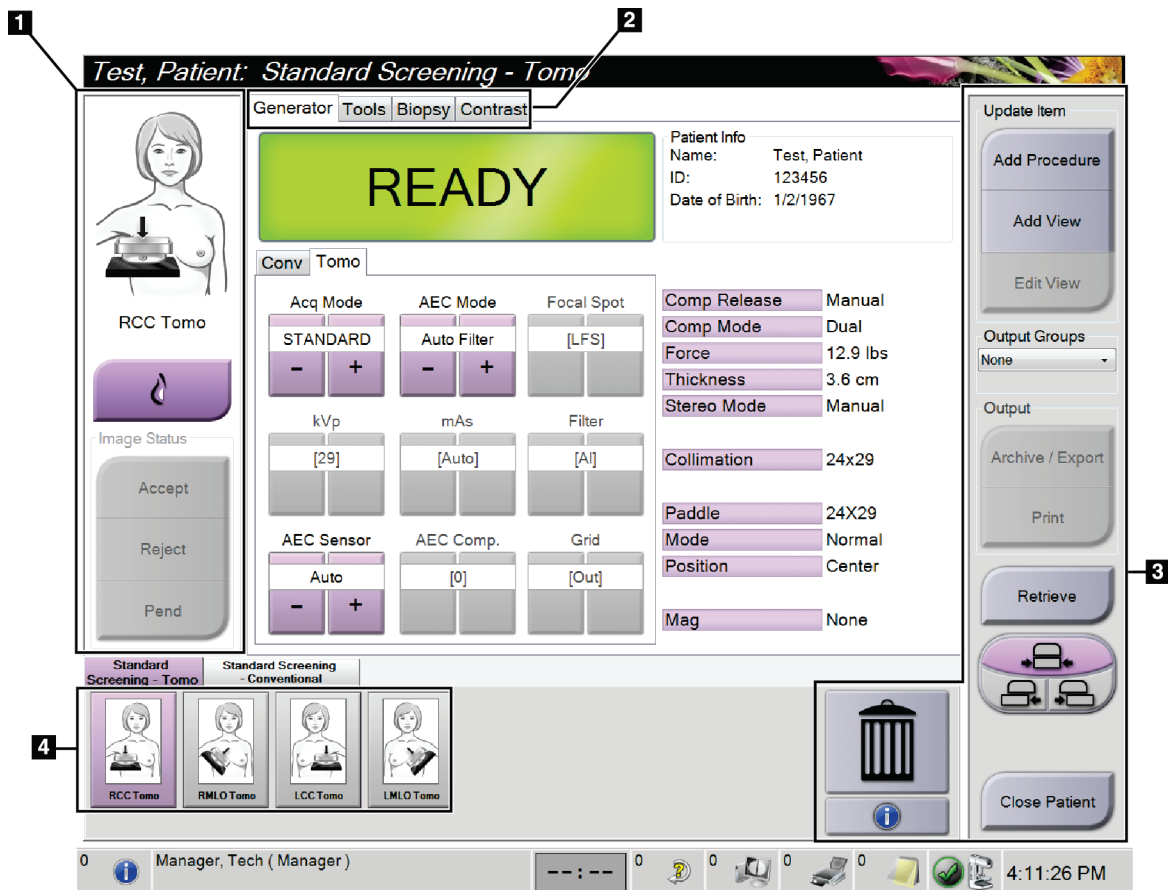 1
2
Test, Patient: Standard Screening - Tomo
Generator Tools Biopsy Contrast
READY
Patient Info
Name: Test, Patient
ID: 123456
Date of Birth: 1/2/1967
RCC Tomo
Image Status
Accept
Reject
Pend
Conv Tomo
Acq Mode AEC Mode Focal Spot
STANDARD Auto Filter [LFS]
- + - +
kVp mAs Filter
[29] [Auto] [Al]
AEC Sensor AEC Comp. Grid
Auto [0] [Out]
- +
Comp Release Manual
Comp Mode Dual
Force 12.9 lbs
Thickness 3.6 cm
Stereo Mode Manual
Collimation 24x29
Paddle 24X29
Mode Normal
Position Center
Mag None
Update Item
Add Procedure
Add View
Edit View
Output Groups
None
Output
Archive / Export
Print
Retrieve
Close Patient
3
Standard
Screening - Tomo
Standard Screening
- Conventional
4
RCC Tomo RMLO Tomo LCC Tomo LMLO Tomo
0 Manager, Tech ( Manager ) --:-- 0 0 0 0 4:11:26 PM